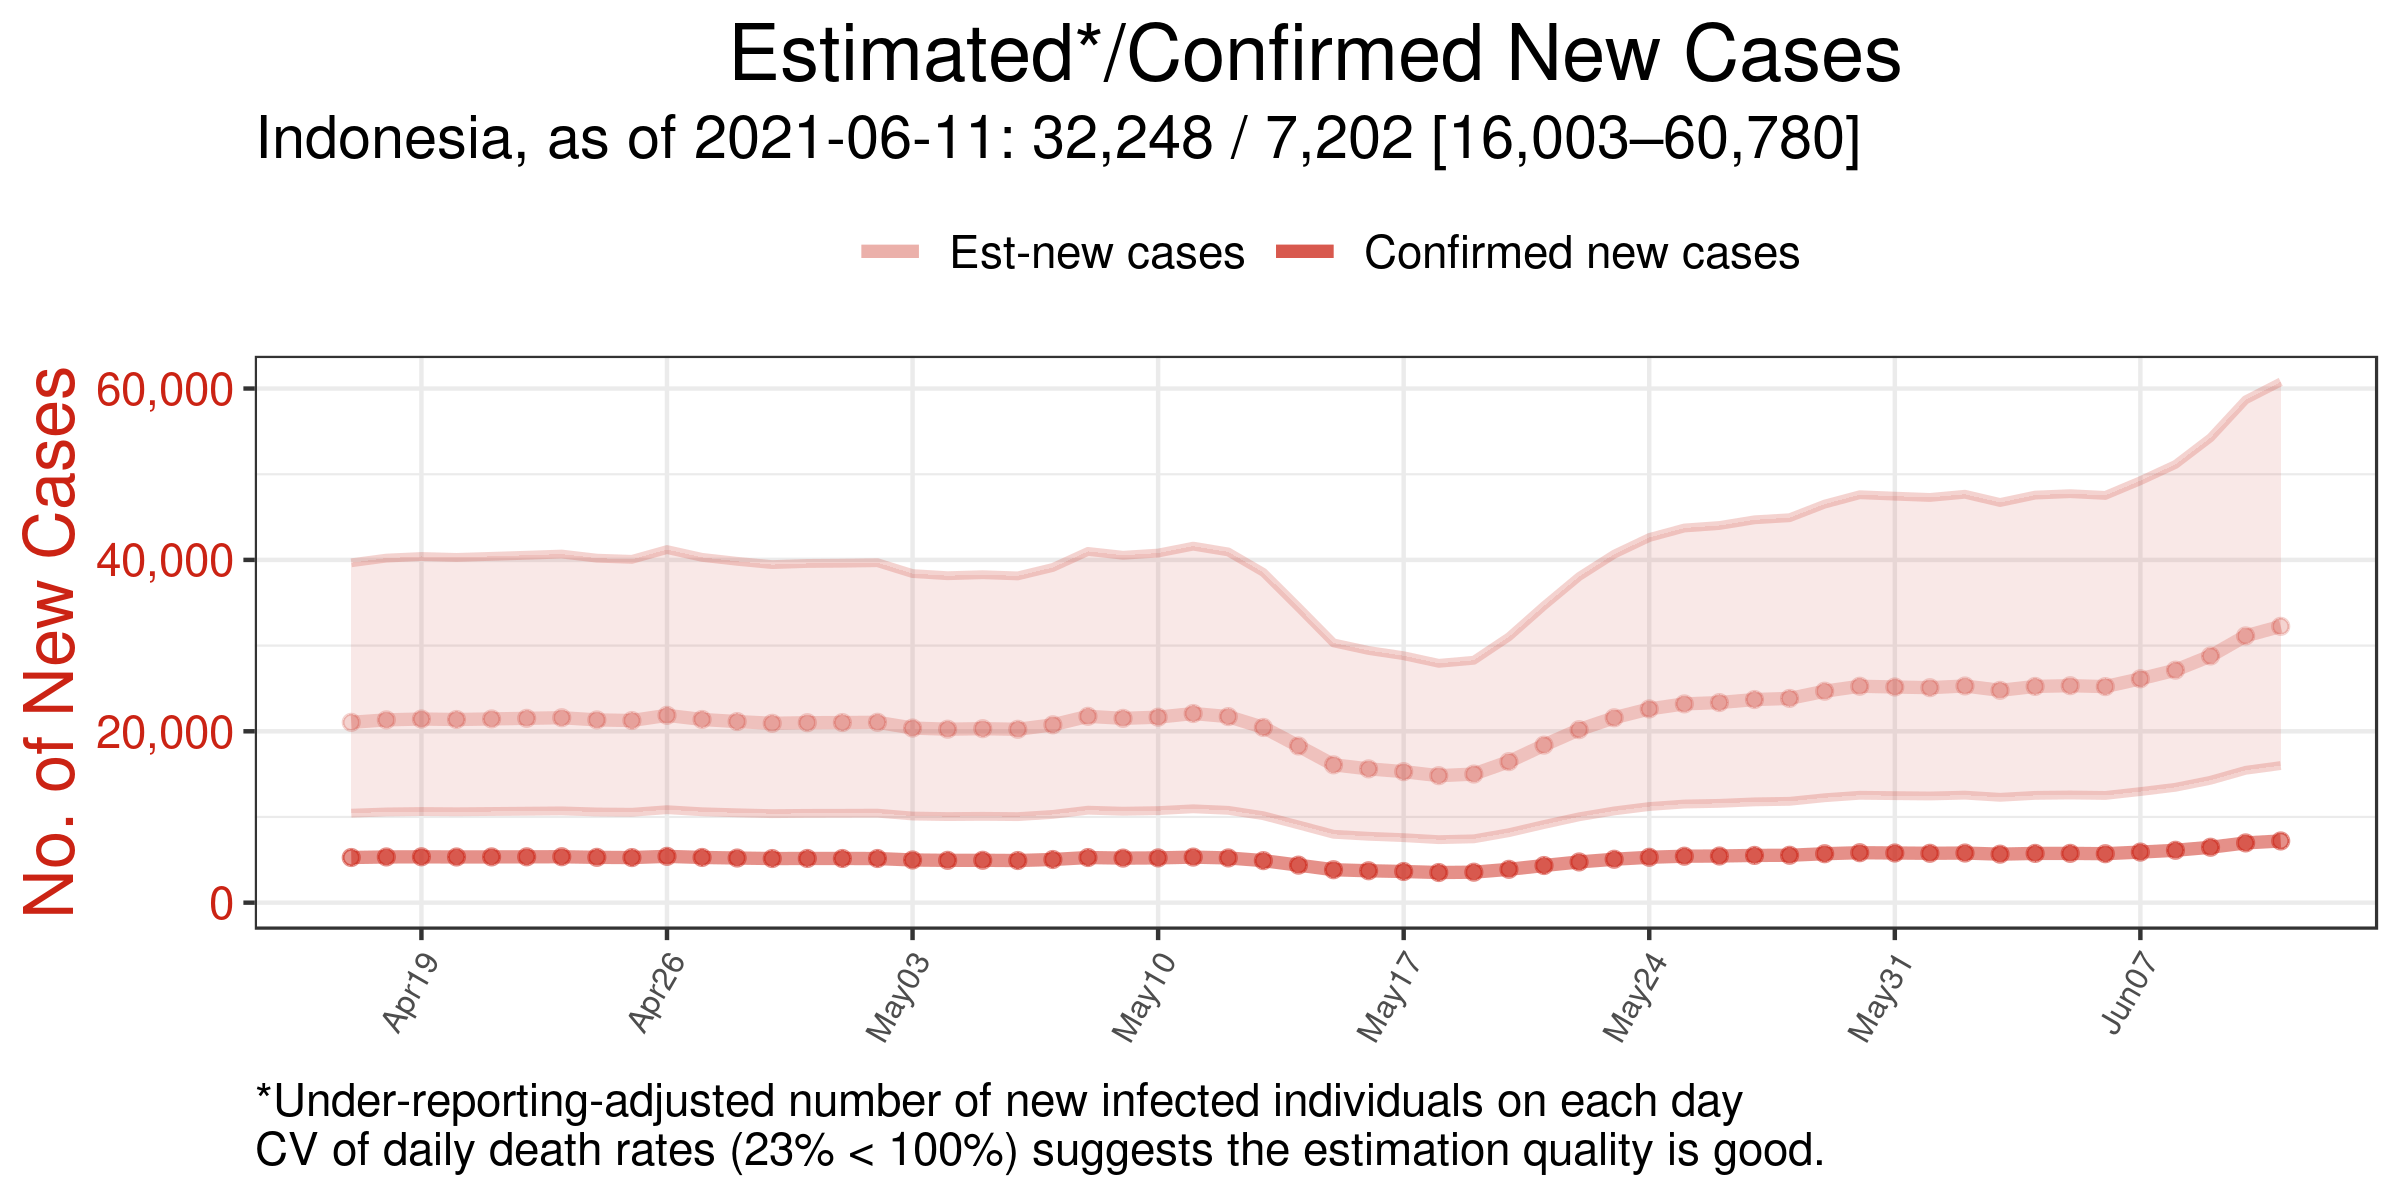 Estimated*/Confirmed New Cases
Indonesia, as of 2021-06-11: 32,248 / 7,202 [16,003–60,780]
Est-new cases
Confirmed new cases
No. of New Cases
60,000
40,000
20,000
0
Apr19
Apr26
May03
May10
May17
May24
May31
Jun07
*Under-reporting-adjusted number of new infected individuals on each day
CV of daily death rates (23% < 100%) suggests the estimation quality is good.